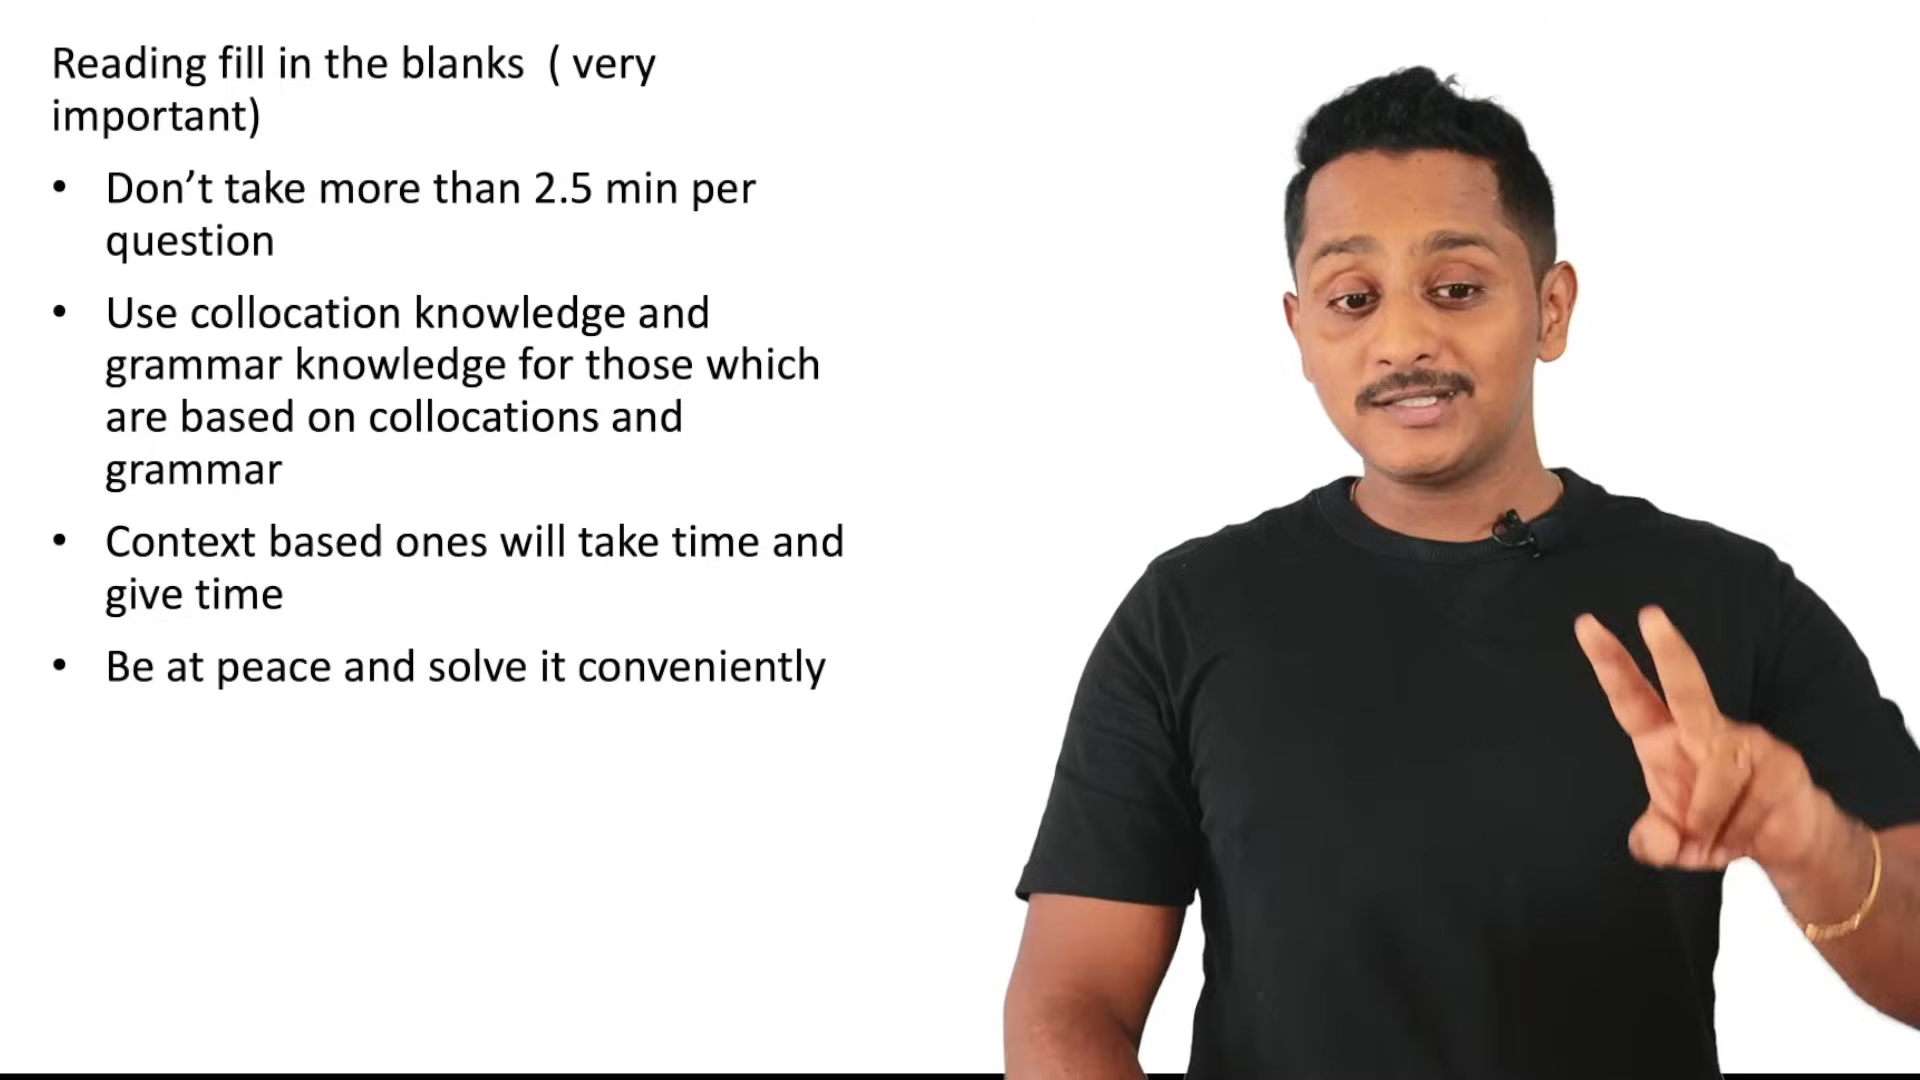 Reading fill in the blanks  ( very
important)
• Don’t take more than 2.5 min per
question
• Use collocation knowledge and
grammar knowledge for those which
are based on collocations and
grammar
• Context based ones will take time and
give time
• Be at peace and solve it conveniently